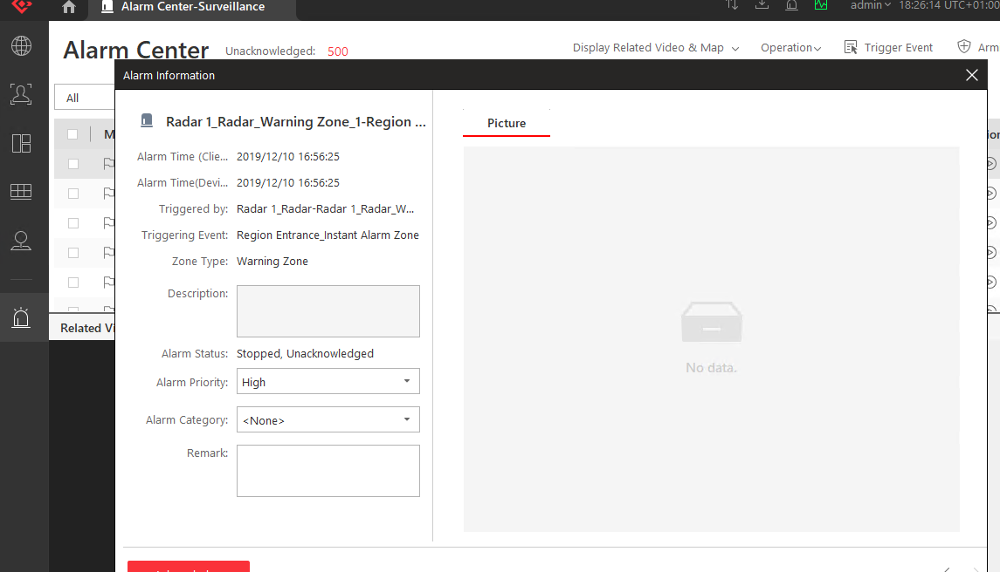 Alarm Center-Surveillance
admin
18:26:14 UTC+01:00
Alarm Center
Unacknowledged: 500
Display Related Video & Map
Operation
Trigger Event
Arm
Alarm Information
All
M
Radar 1_Radar_Warning Zone_1-Region ...
Alarm Time (Clie... 2019/12/10 16:56:25
Alarm Time(Devi... 2019/12/10 16:56:25
Triggered by: Radar 1_Radar-Radar 1_Radar_W...
Triggering Event: Region Entrance_Instant Alarm Zone
Zone Type: Warning Zone
Description:
Alarm Status: Stopped, Unacknowledged
Alarm Priority: High
Alarm Category: <None>
Remark:
Picture
No data.
ion
Related Vi